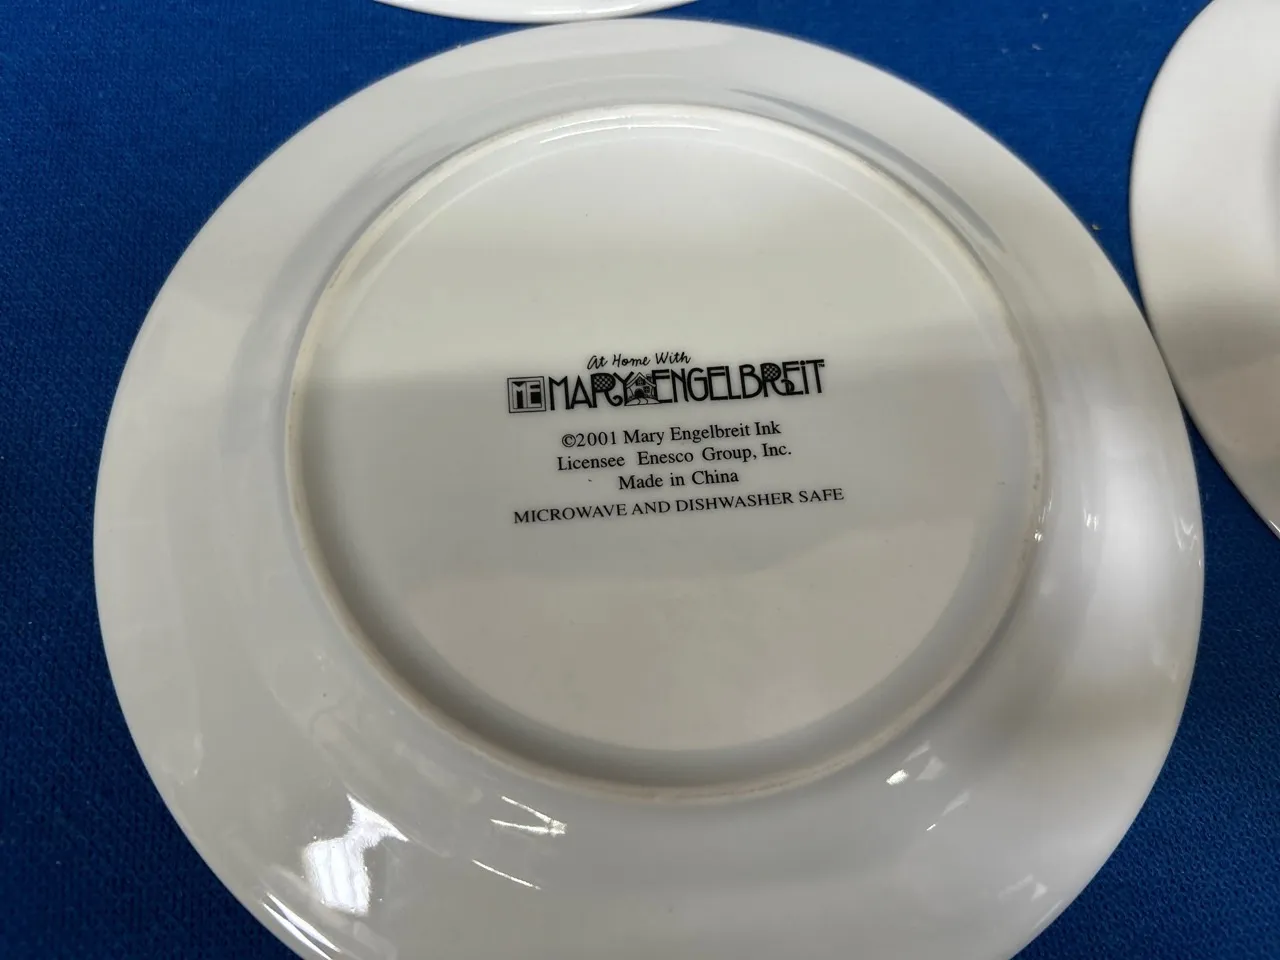 At Home With
ME MARY ENGELBREIT
©2001 Mary Engelbreit Ink
Licensee Enesco Group, Inc.
Made in China
MICROWAVE AND DISHWASHER SAFE